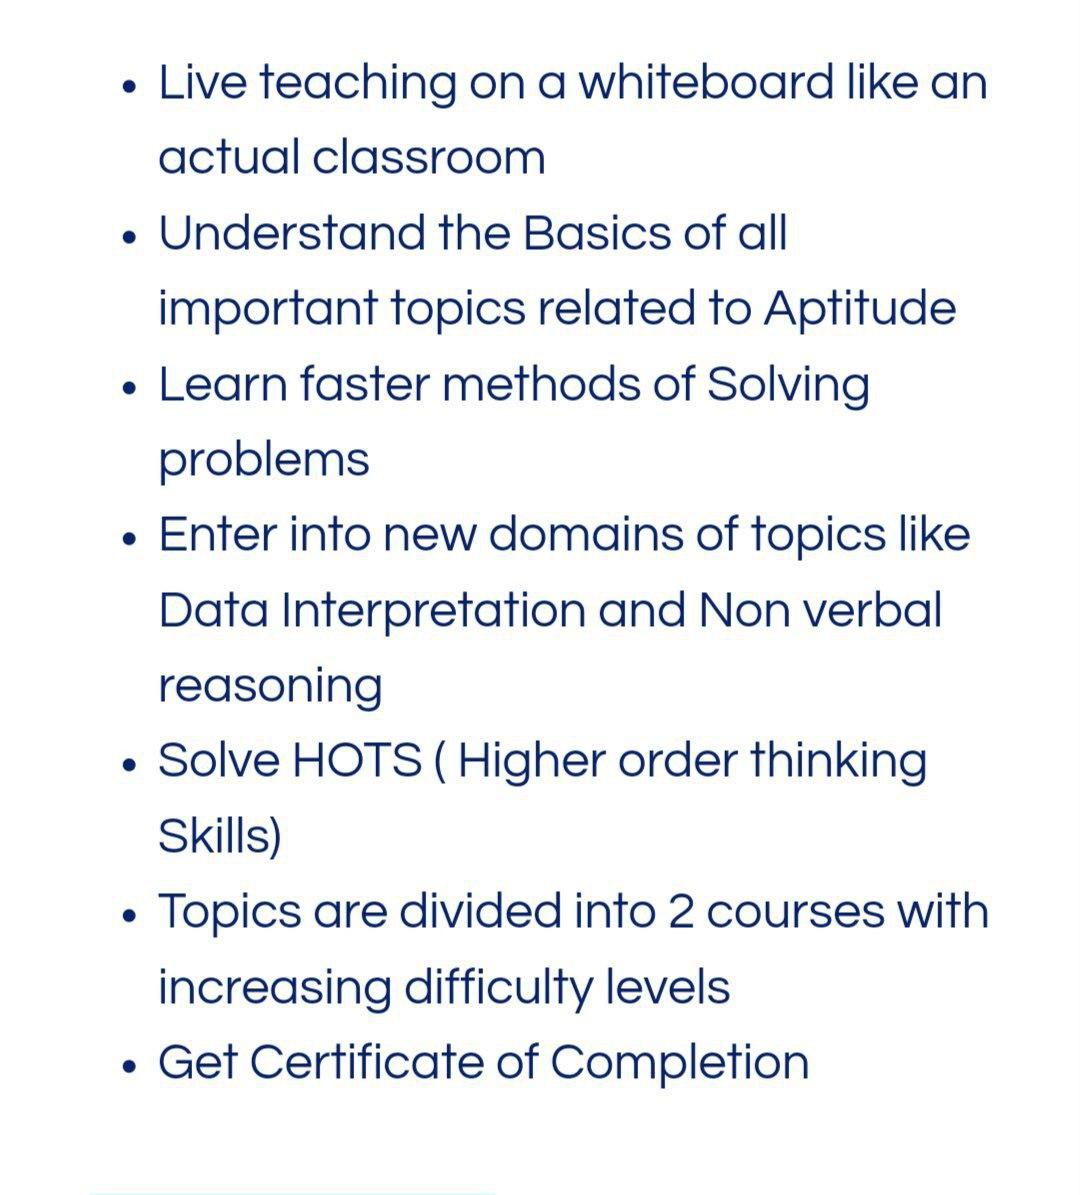 • Live teaching on a whiteboard like an
actual classroom
• Understand the Basics of all
important topics related to Aptitude
• Learn faster methods of Solving
problems
• Enter into new domains of topics like
Data Interpretation and Non verbal
reasoning
• Solve HOTS ( Higher order thinking
Skills)
• Topics are divided into 2 courses with
increasing difficulty levels
• Get Certificate of Completion